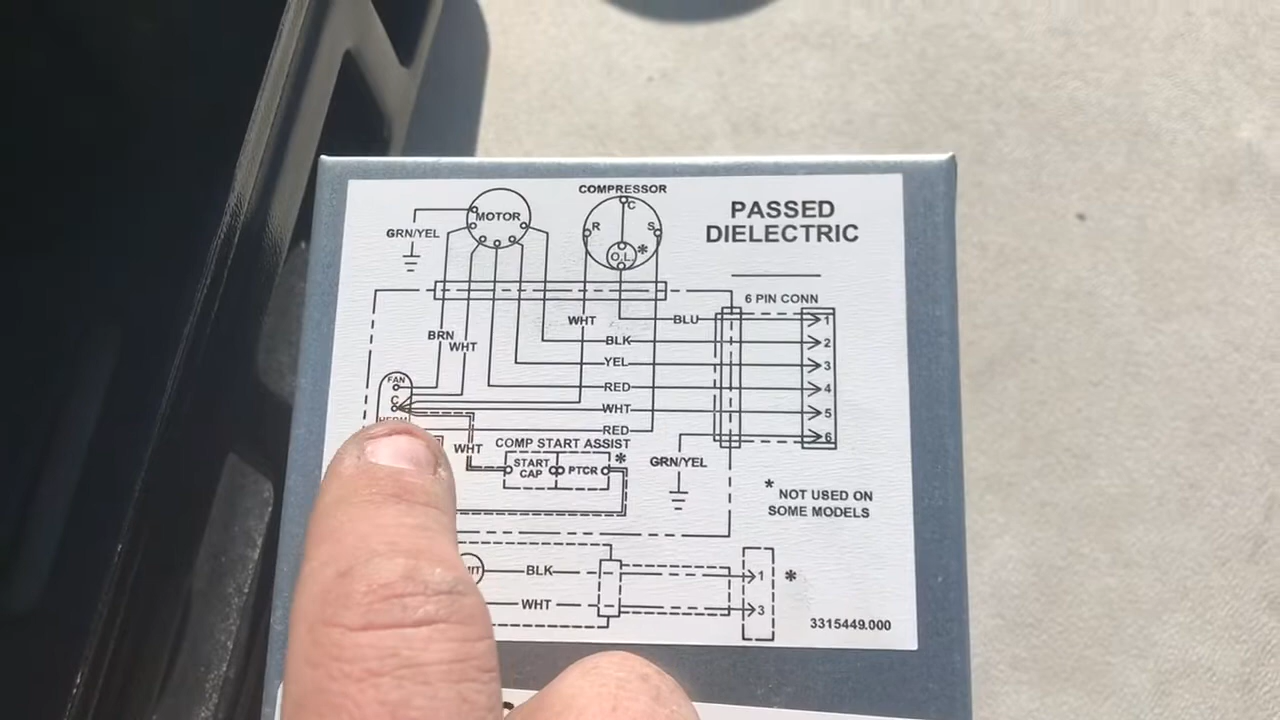 COMPRESSOR
MOTOR
C
R
S
O.L.
*
PASSED
DIELECTRIC
GRN/YEL
6 PIN CONN
WHT
BLU
1
BRN
WHT
BLK
2
YEL
3
FAN
RED
4
C
WHT
5
HERM
RED
6
WHT
COMP START ASSIST
START
CAP
PTCR
*
GRN/YEL
* NOT USED ON
SOME MODELS
BLK
1
*
WHT
3
3315449.000